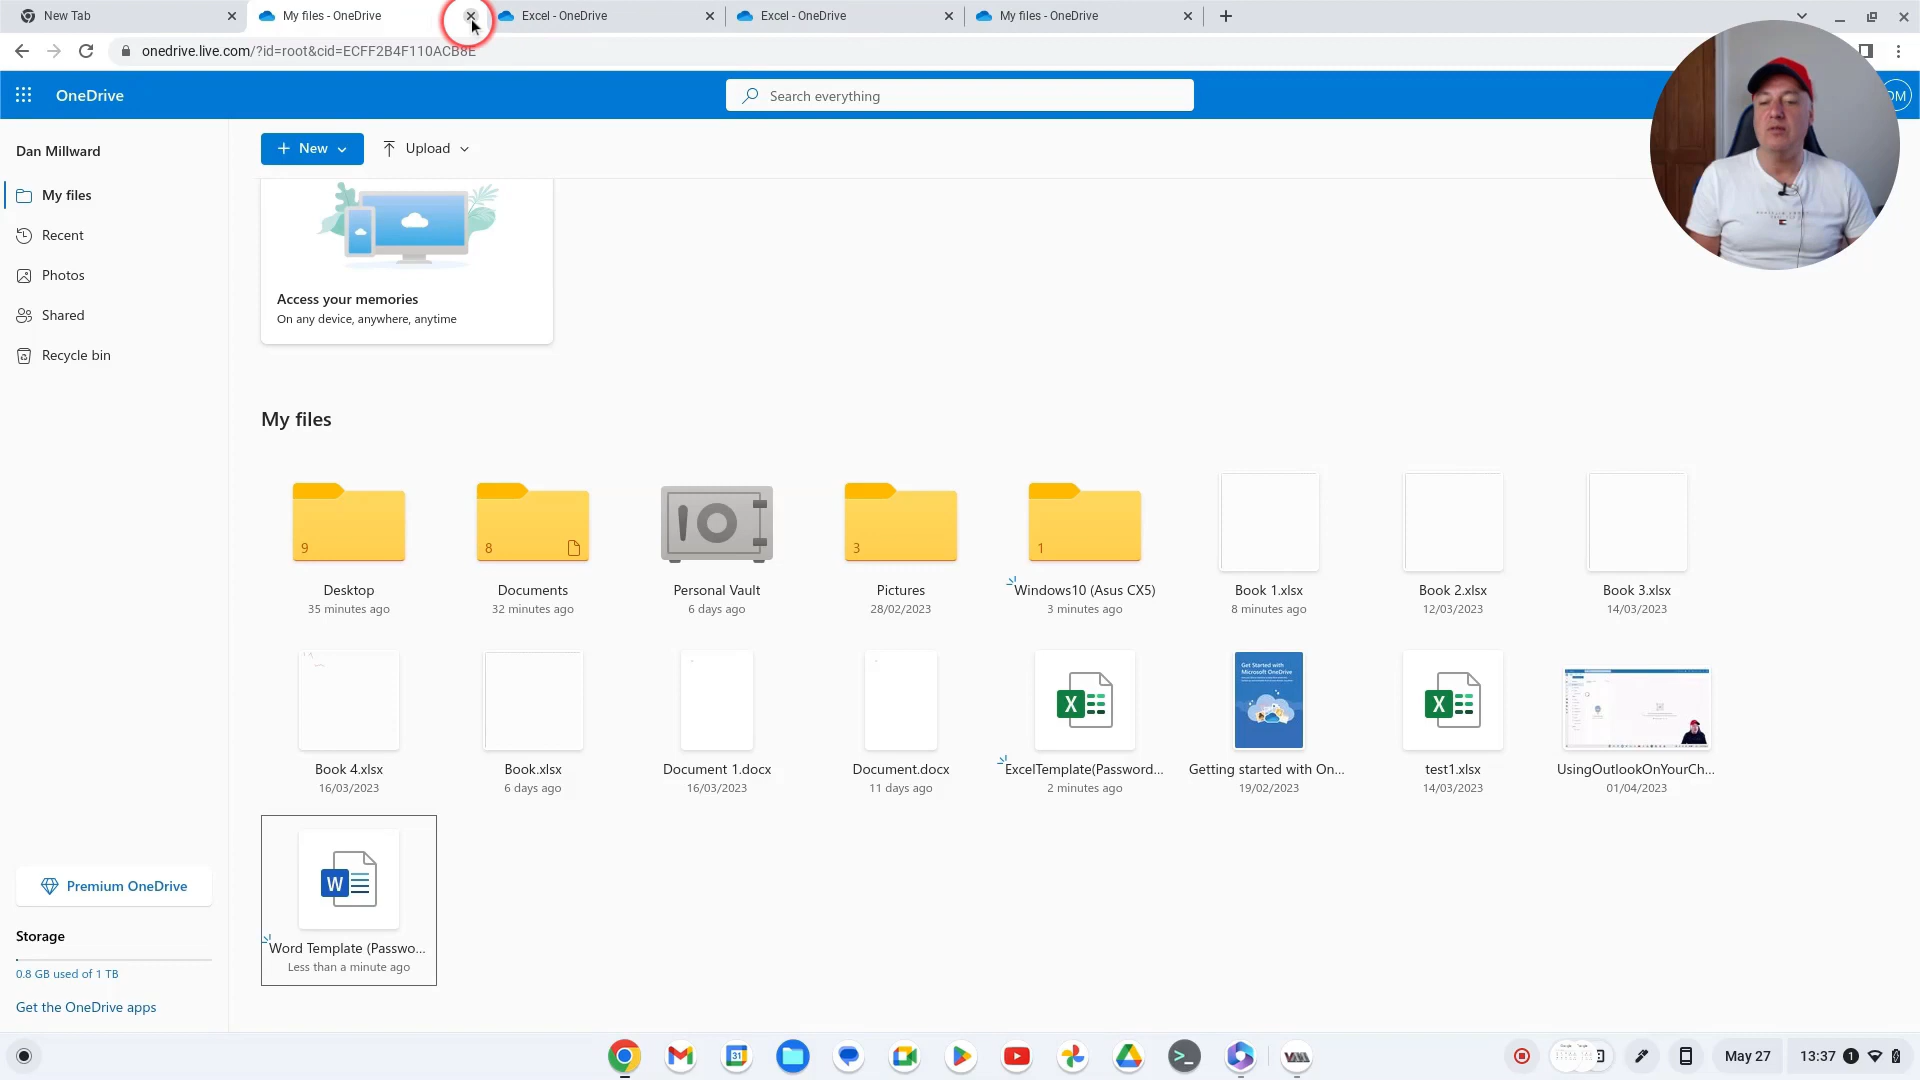 New Tab
My files - OneDrive
Excel - OneDrive
Excel - OneDrive
My files - OneDrive
onedrive.live.com/?id=root&cid=ECFF2B4F110ACB8E
OneDrive
Search everything
DM
Dan Millward
New
Upload
My files
Recent
Photos
Shared
Recycle bin
Access your memories
On any device, anywhere, anytime
My files
9
8
3
1
Desktop
Documents
Personal Vault
Pictures
Windows10 (Asus CX5)
Book 1.xlsx
Book 2.xlsx
Book 3.xlsx
35 minutes ago
32 minutes ago
6 days ago
28/02/2023
3 minutes ago
8 minutes ago
12/03/2023
14/03/2023
Get Started with
Microsoft OneDrive
X
X
Book 4.xlsx
Book.xlsx
Document 1.docx
Document.docx
ExcelTemplate(Password...
Getting started with On...
test1.xlsx
UsingOutlookOnYourCh...
16/03/2023
6 days ago
16/03/2023
11 days ago
2 minutes ago
19/02/2023
14/03/2023
01/04/2023
W
Word Template (Passwo...
Less than a minute ago
Premium OneDrive
Storage
0.8 GB used of 1 TB
Get the OneDrive apps
31
May 27
13:37
1